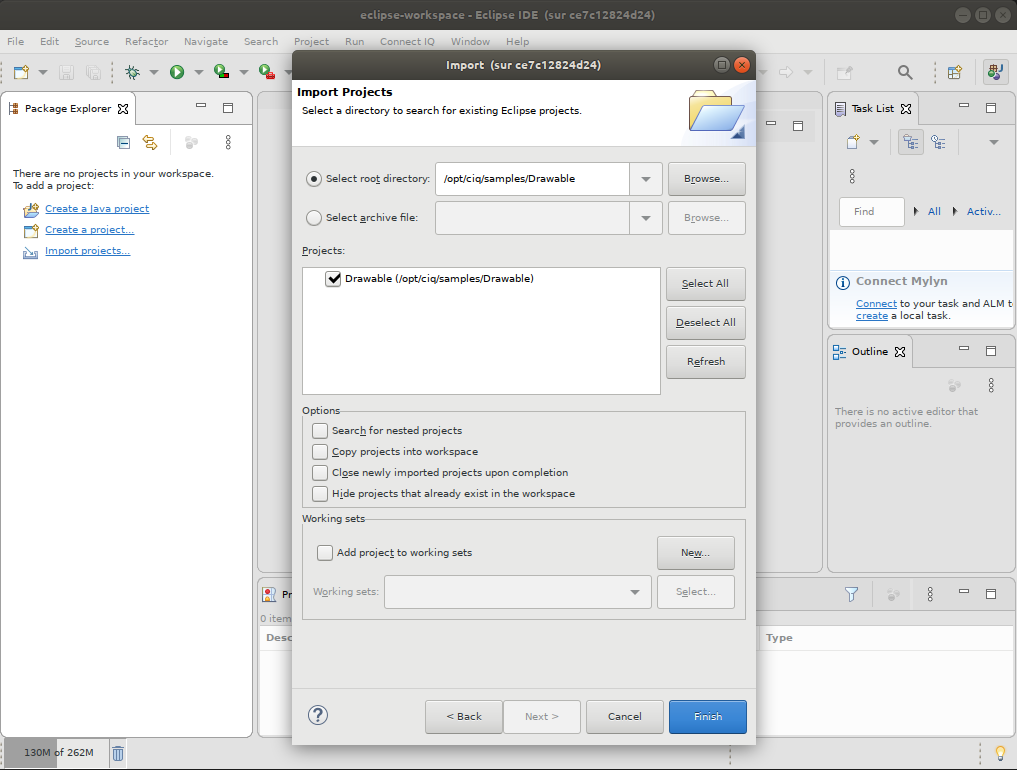 eclipse-workspace - Eclipse IDE (sur ce7c12824d24)
File Edit Source Refactor Navigate Search Project Run Connect IQ Window Help
Import (sur ce7c12824d24)
Import Projects
Select a directory to search for existing Eclipse projects.
Package Explorer
There are no projects in your workspace.
To add a project:
Create a Java project
Create a project...
Import projects...
Select root directory: /opt/ciq/samples/Drawable Browse...
Select archive file: Browse...
Projects:
Drawable (/opt/ciq/samples/Drawable)
Select All
Deselect All
Refresh
Options
Search for nested projects
Copy projects into workspace
Close newly imported projects upon completion
Hide projects that already exist in the workspace
Working sets
Add project to working sets New...
Working sets: Select...
< Back Next > Cancel Finish
Task List
Find All Activ...
Connect Mylyn
Connect to your task and ALM t
create a local task.
Outline
There is no active editor that
provides an outline.
Pr
0 item
Desc Type
130M of 262M